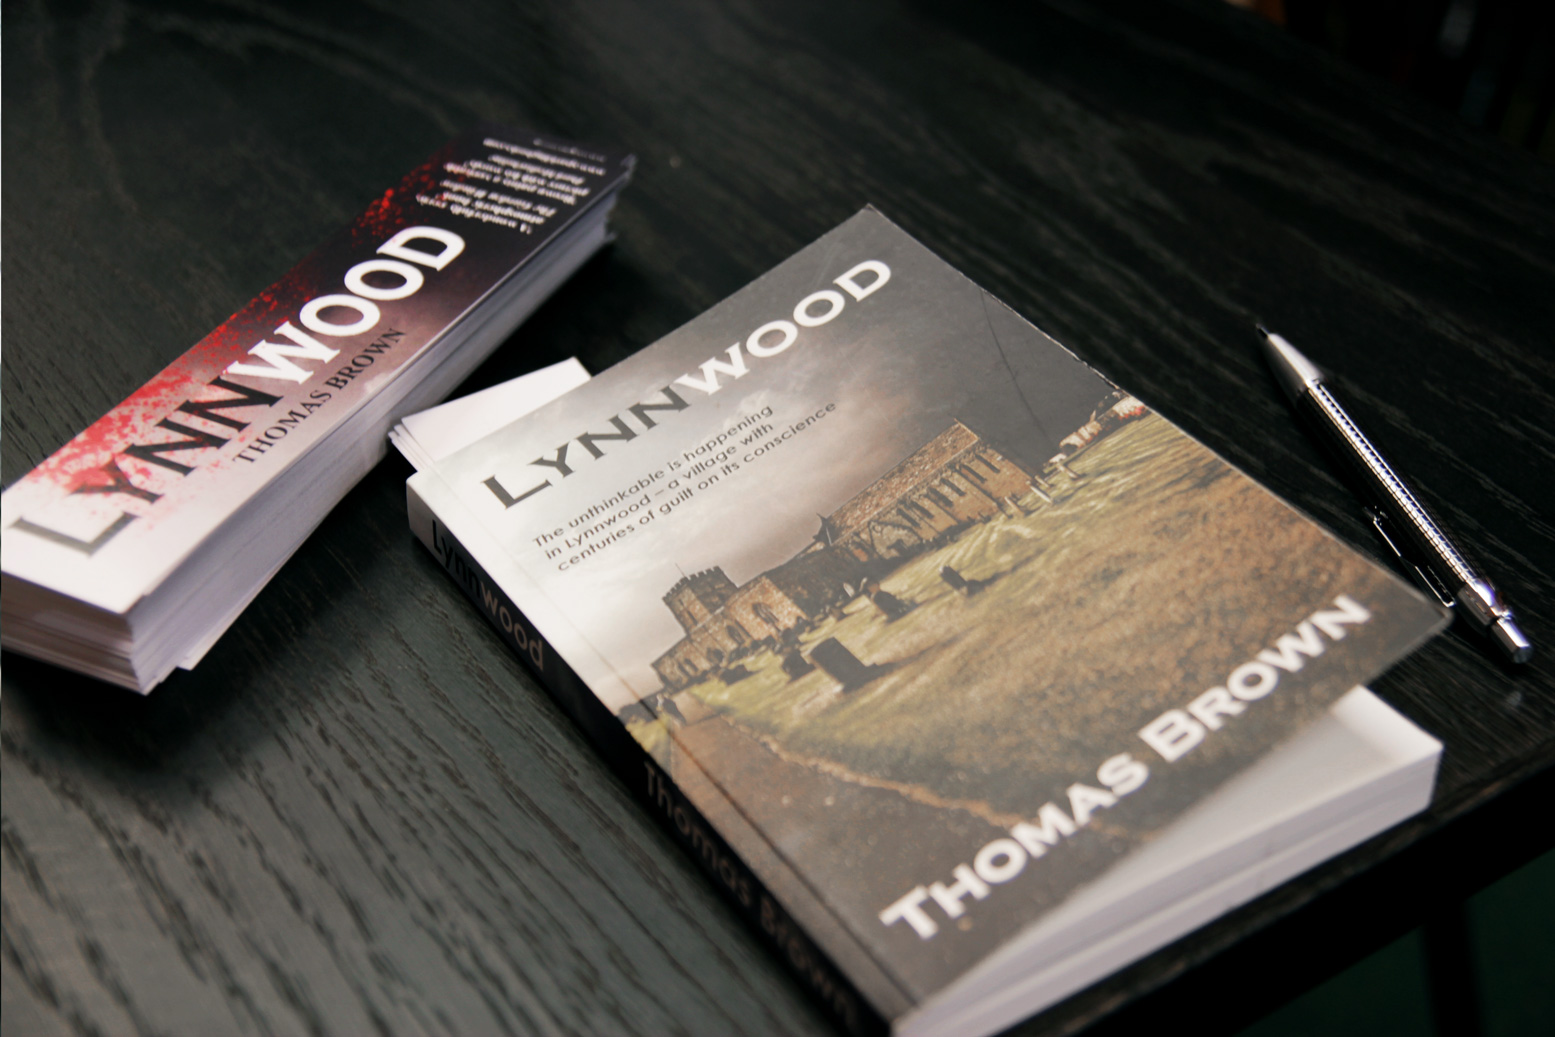 LYNNWOOD
THOMAS BROWN
LYNNWOOD
The unthinkable is happening
in Lynnwood – a village with
centuries of guilt on its conscience
THOMAS BROWN
Lynnwood
Thomas Brown